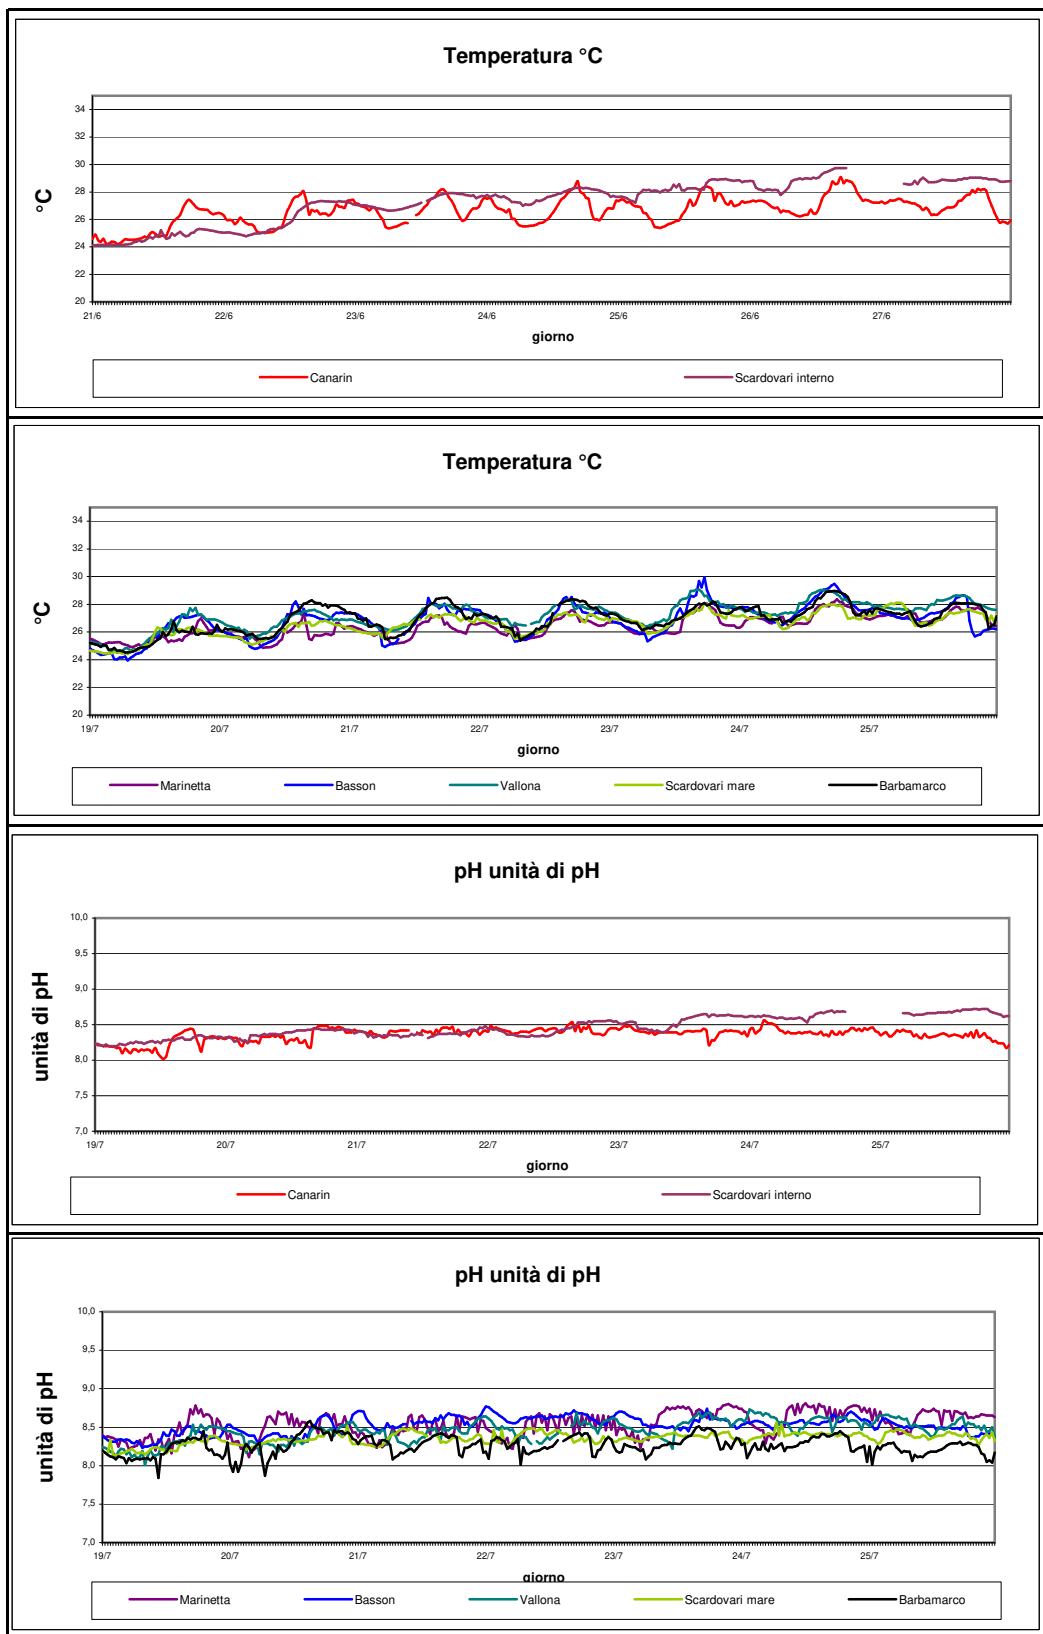 Temperatura °C
°C
34
32
30
28
26
24
22
20
21/6 22/6 23/6 24/6 25/6 26/6 27/6
giorno
Canarin Scardovari interno
Temperatura °C
°C
34
32
30
28
26
24
22
20
19/7 20/7 21/7 22/7 23/7 24/7 25/7
giorno
Marinetta Basson Vallona Scardovari mare Barbamarco
pH unità di pH
unità di pH
10,0
9,5
9,0
8,5
8,0
7,5
7,0
19/7 20/7 21/7 22/7 23/7 24/7 25/7
giorno
Canarin Scardovari interno
pH unità di pH
unità di pH
10,0
9,5
9,0
8,5
8,0
7,5
7,0
19/7 20/7 21/7 22/7 23/7 24/7 25/7
giorno
Marinetta Basson Vallona Scardovari mare Barbamarco